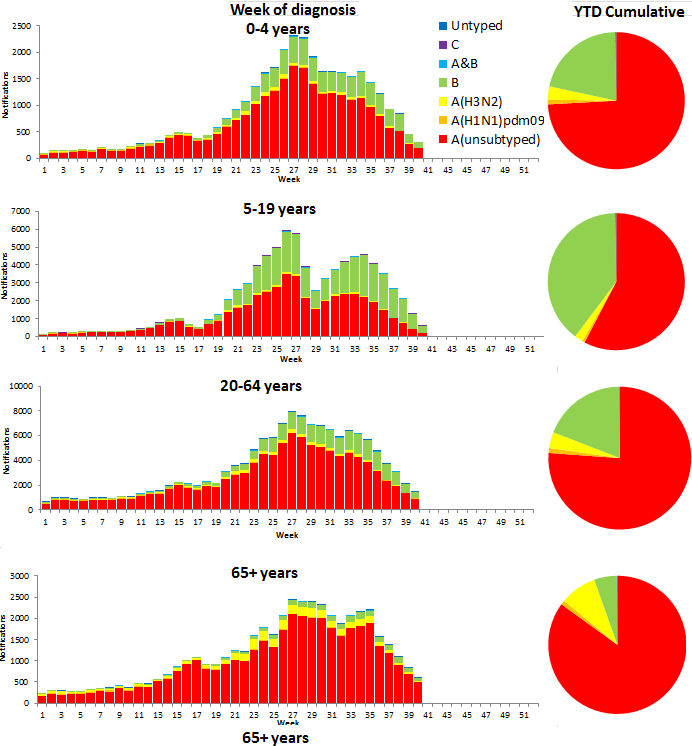 Week of diagnosis
YTD Cumulative
0-4 years
Untyped
C
A&B
B
A(H3N2)
A(H1N1)pdm09
A(unsubtyped)
Notifications
2500
2000
1500
1000
500
0
1 3 5 7 9 11 13 15 17 19 21 23 25 27 29 31 33 35 37 39 41 43 45 47 49 51
Week
5-19 years
Notifications
7000
6000
5000
4000
3000
2000
1000
0
1 3 5 7 9 11 13 15 17 19 21 23 25 27 29 31 33 35 37 39 41 43 45 47 49 51
Week
20-64 years
Notifications
10000
8000
6000
4000
2000
0
1 3 5 7 9 11 13 15 17 19 21 23 25 27 29 31 33 35 37 39 41 43 45 47 49 51
Week
65+ years
Notifications
3000
2500
2000
1500
1000
500
0
1 3 5 7 9 11 13 15 17 19 21 23 25 27 29 31 33 35 37 39 41 43 45 47 49 51
Week
65+ years